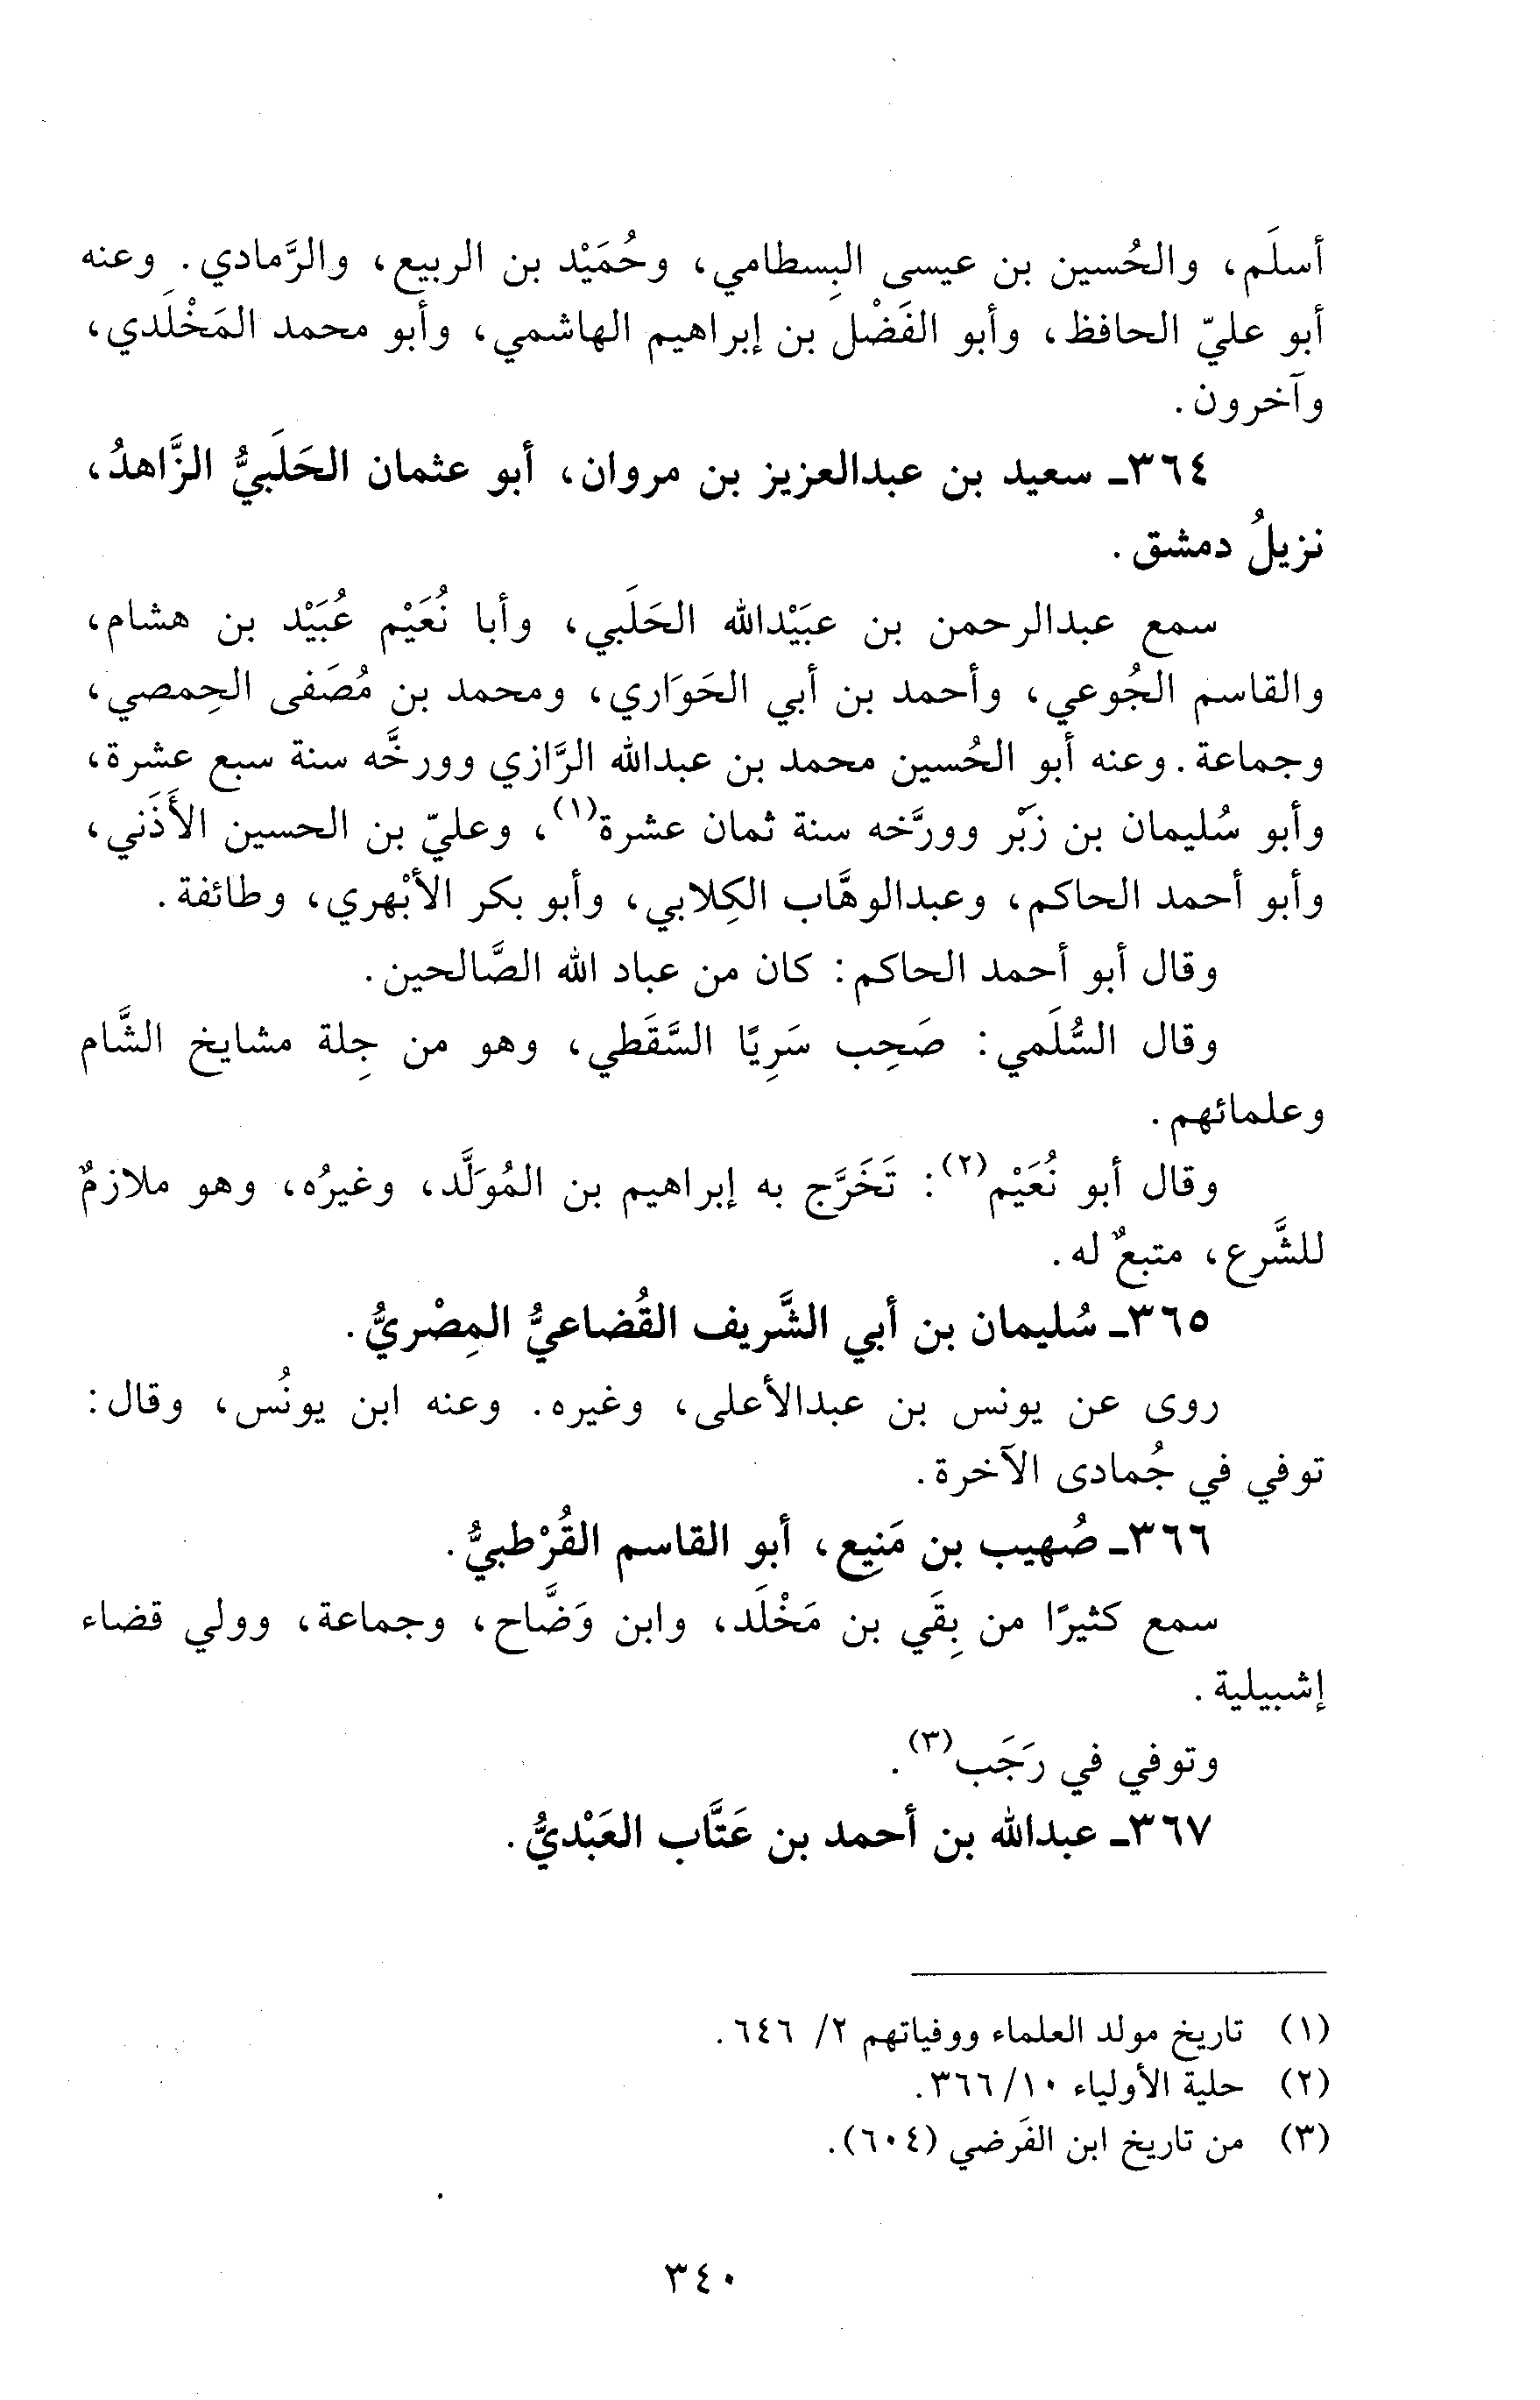 أسلَم، والحُسين بن عيسى البِسطامي، وحُمَيْد بن الربيع، والرَّمادي. وعنه
أبو عليّ الحافظ، وأبو الفَضْل بن إبراهيم الهاشمي، وأبو محمد المَخْلَدي،
وآخرون.
٣٦٤- سعيد بن عبدالعزيز بن مروان، أبو عثمان الحَلَبيُّ الزَّاهدُ،
نزيلُ دمشق.
سمع عبدالرحمن بن عبَيْدالله الحَلَبي، وأبا نُعَيْم عُبَيْد بن هشام،
والقاسم الجُوعي، وأحمد بن أبي الحَوَاري، ومحمد بن مُصَفى الحِمصي،
وجماعة. وعنه أبو الحُسين محمد بن عبدالله الرَّازي وورخَّه سنة سبع عشرة،
وأبو سُليمان بن زَبْر وورَّخه سنة ثمان عشرة(١)، وعليّ بن الحسين الأَذَني،
وأبو أحمد الحاكم، وعبدالوهَّاب الكِلابي، وأبو بكر الأبْهري، وطائفة.
وقال أبو أحمد الحاكم: كان من عباد الله الصَّالحين.
وقال السُّلَمي: صَحِب سَرِيًا السَّقَطي، وهو من جِلة مشايخ الشَّام
وعلمائهم.
وقال أبو نُعَيْم(٢): تَخَرَّج به إبراهيم بن المُوَلَّد، وغيرُه، وهو ملازمٌ
للشَّرع، متبعٌ له.
٣٦٥- سُليمان بن أبي الشَّريف القُضاعيُّ المِصْريُّ.
روى عن يونس بن عبدالأعلى، وغيره. وعنه ابن يونُس، وقال:
توفي في جُمادى الآخرة.
٣٦٦- صُهيب بن مَنِيع، أبو القاسم القُرْطبيُّ.
سمع كثيرًا من بِقَي بن مَخْلَد، وابن وَضَّاح، وجماعة، وولي قضاء
إشبيلية.
وتوفي في رَجَب(٣).
٣٦٧- عبدالله بن أحمد بن عَتَّاب العَبْديُّ.
(١) تاريخ مولد العلماء ووفياتهم ٢/ ٦٤٦.
(٢) حلية الأولياء ١٠/ ٣٦٦.
(٣) من تاريخ ابن الفَرَضي (٦٠٤).
٣٤٠